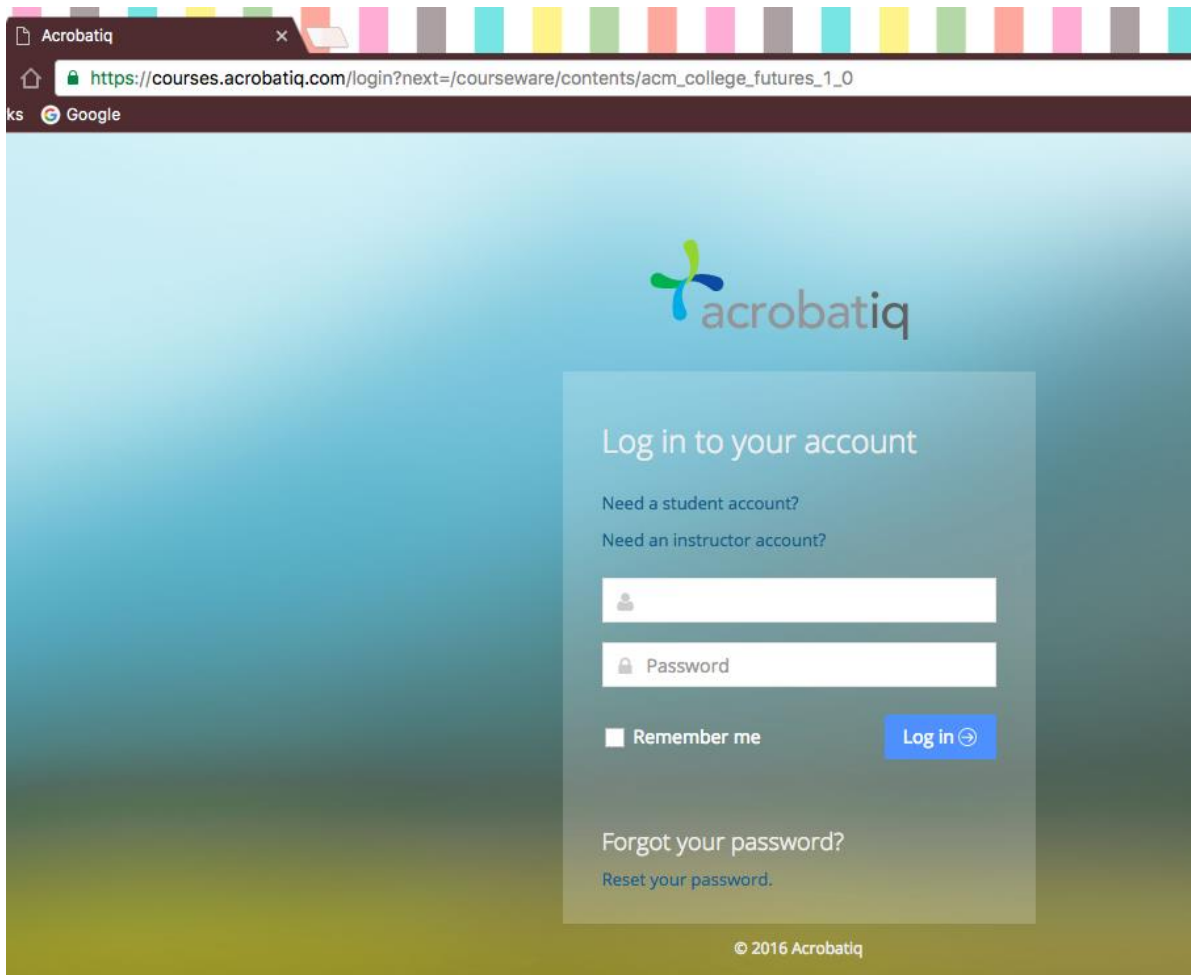 Acrobatiq
https://courses.acrobatiq.com/login?next=/courseware/contents/acm_college_futures_1_0
ks Google
acrobatiq
Log in to your account
Need a student account?
Need an instructor account?
Password
Remember me Log in
Forgot your password?
Reset your password.
© 2016 Acrobatiq